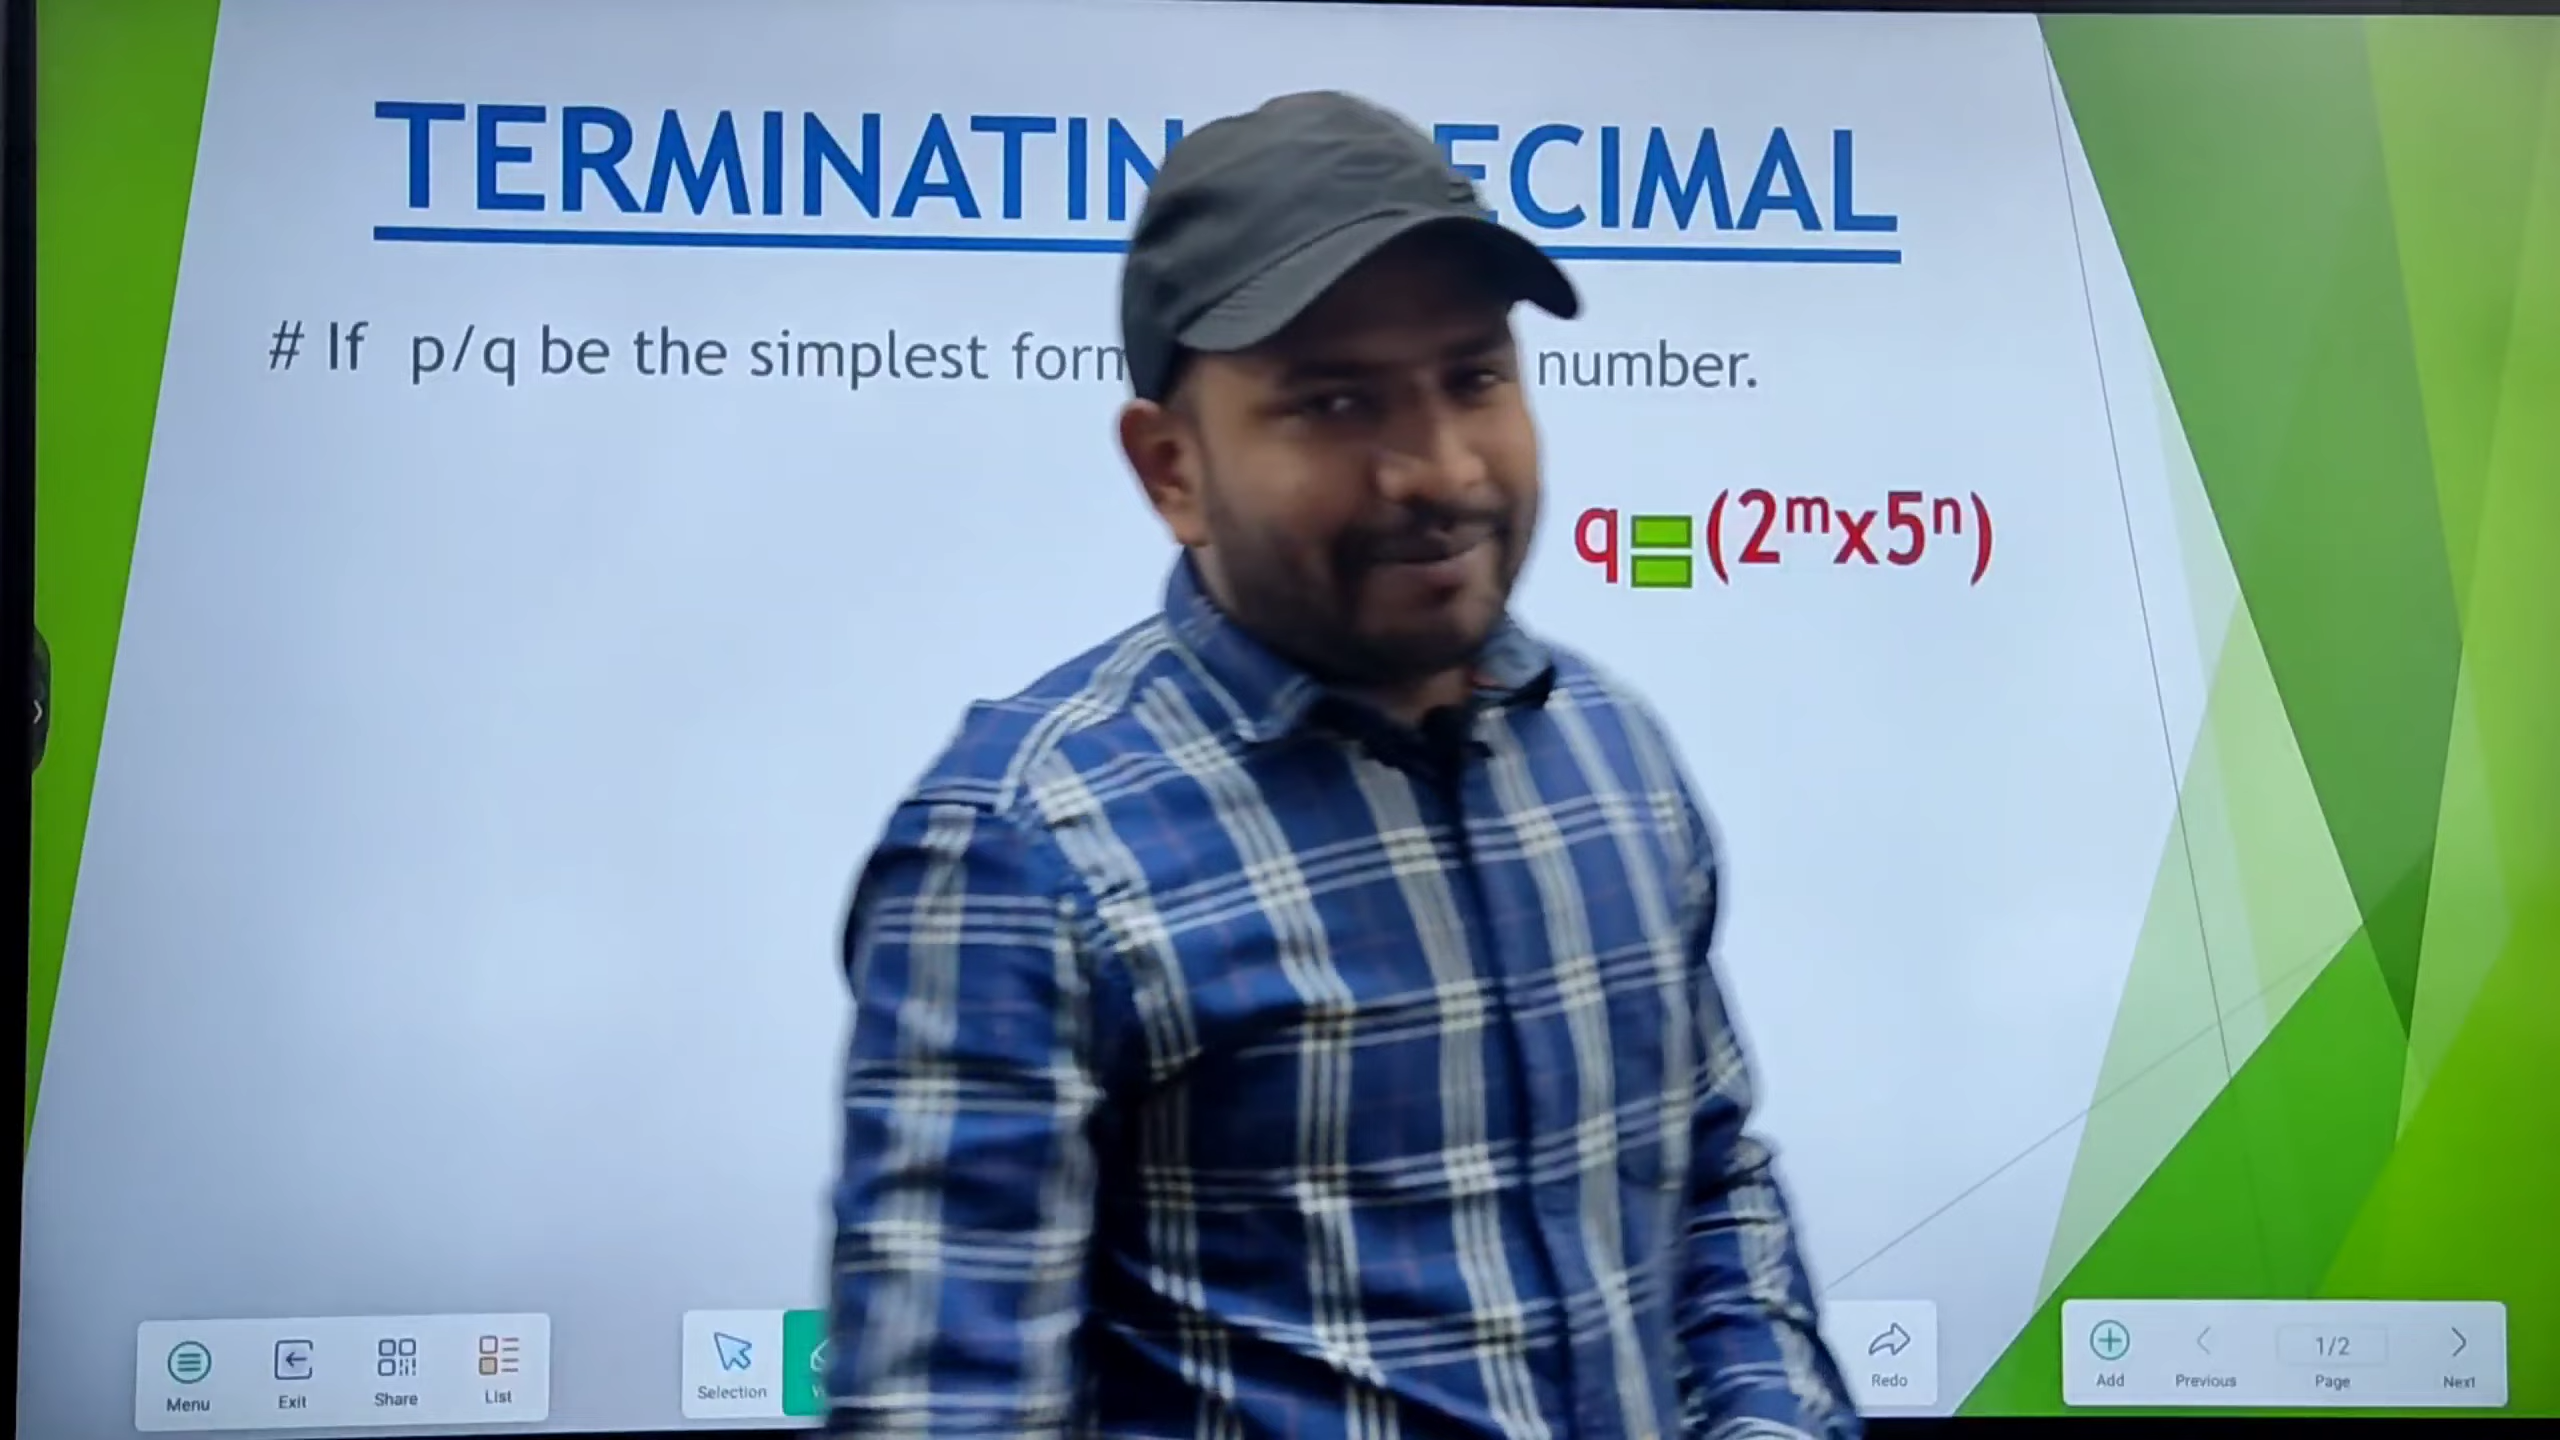 TERMINATIN ECIMAL
# If p/q be the simplest form number.
q=(2ᵐx5ⁿ)
Menu Exit Share List Selection Redo Add Previous 1/2 Page Next